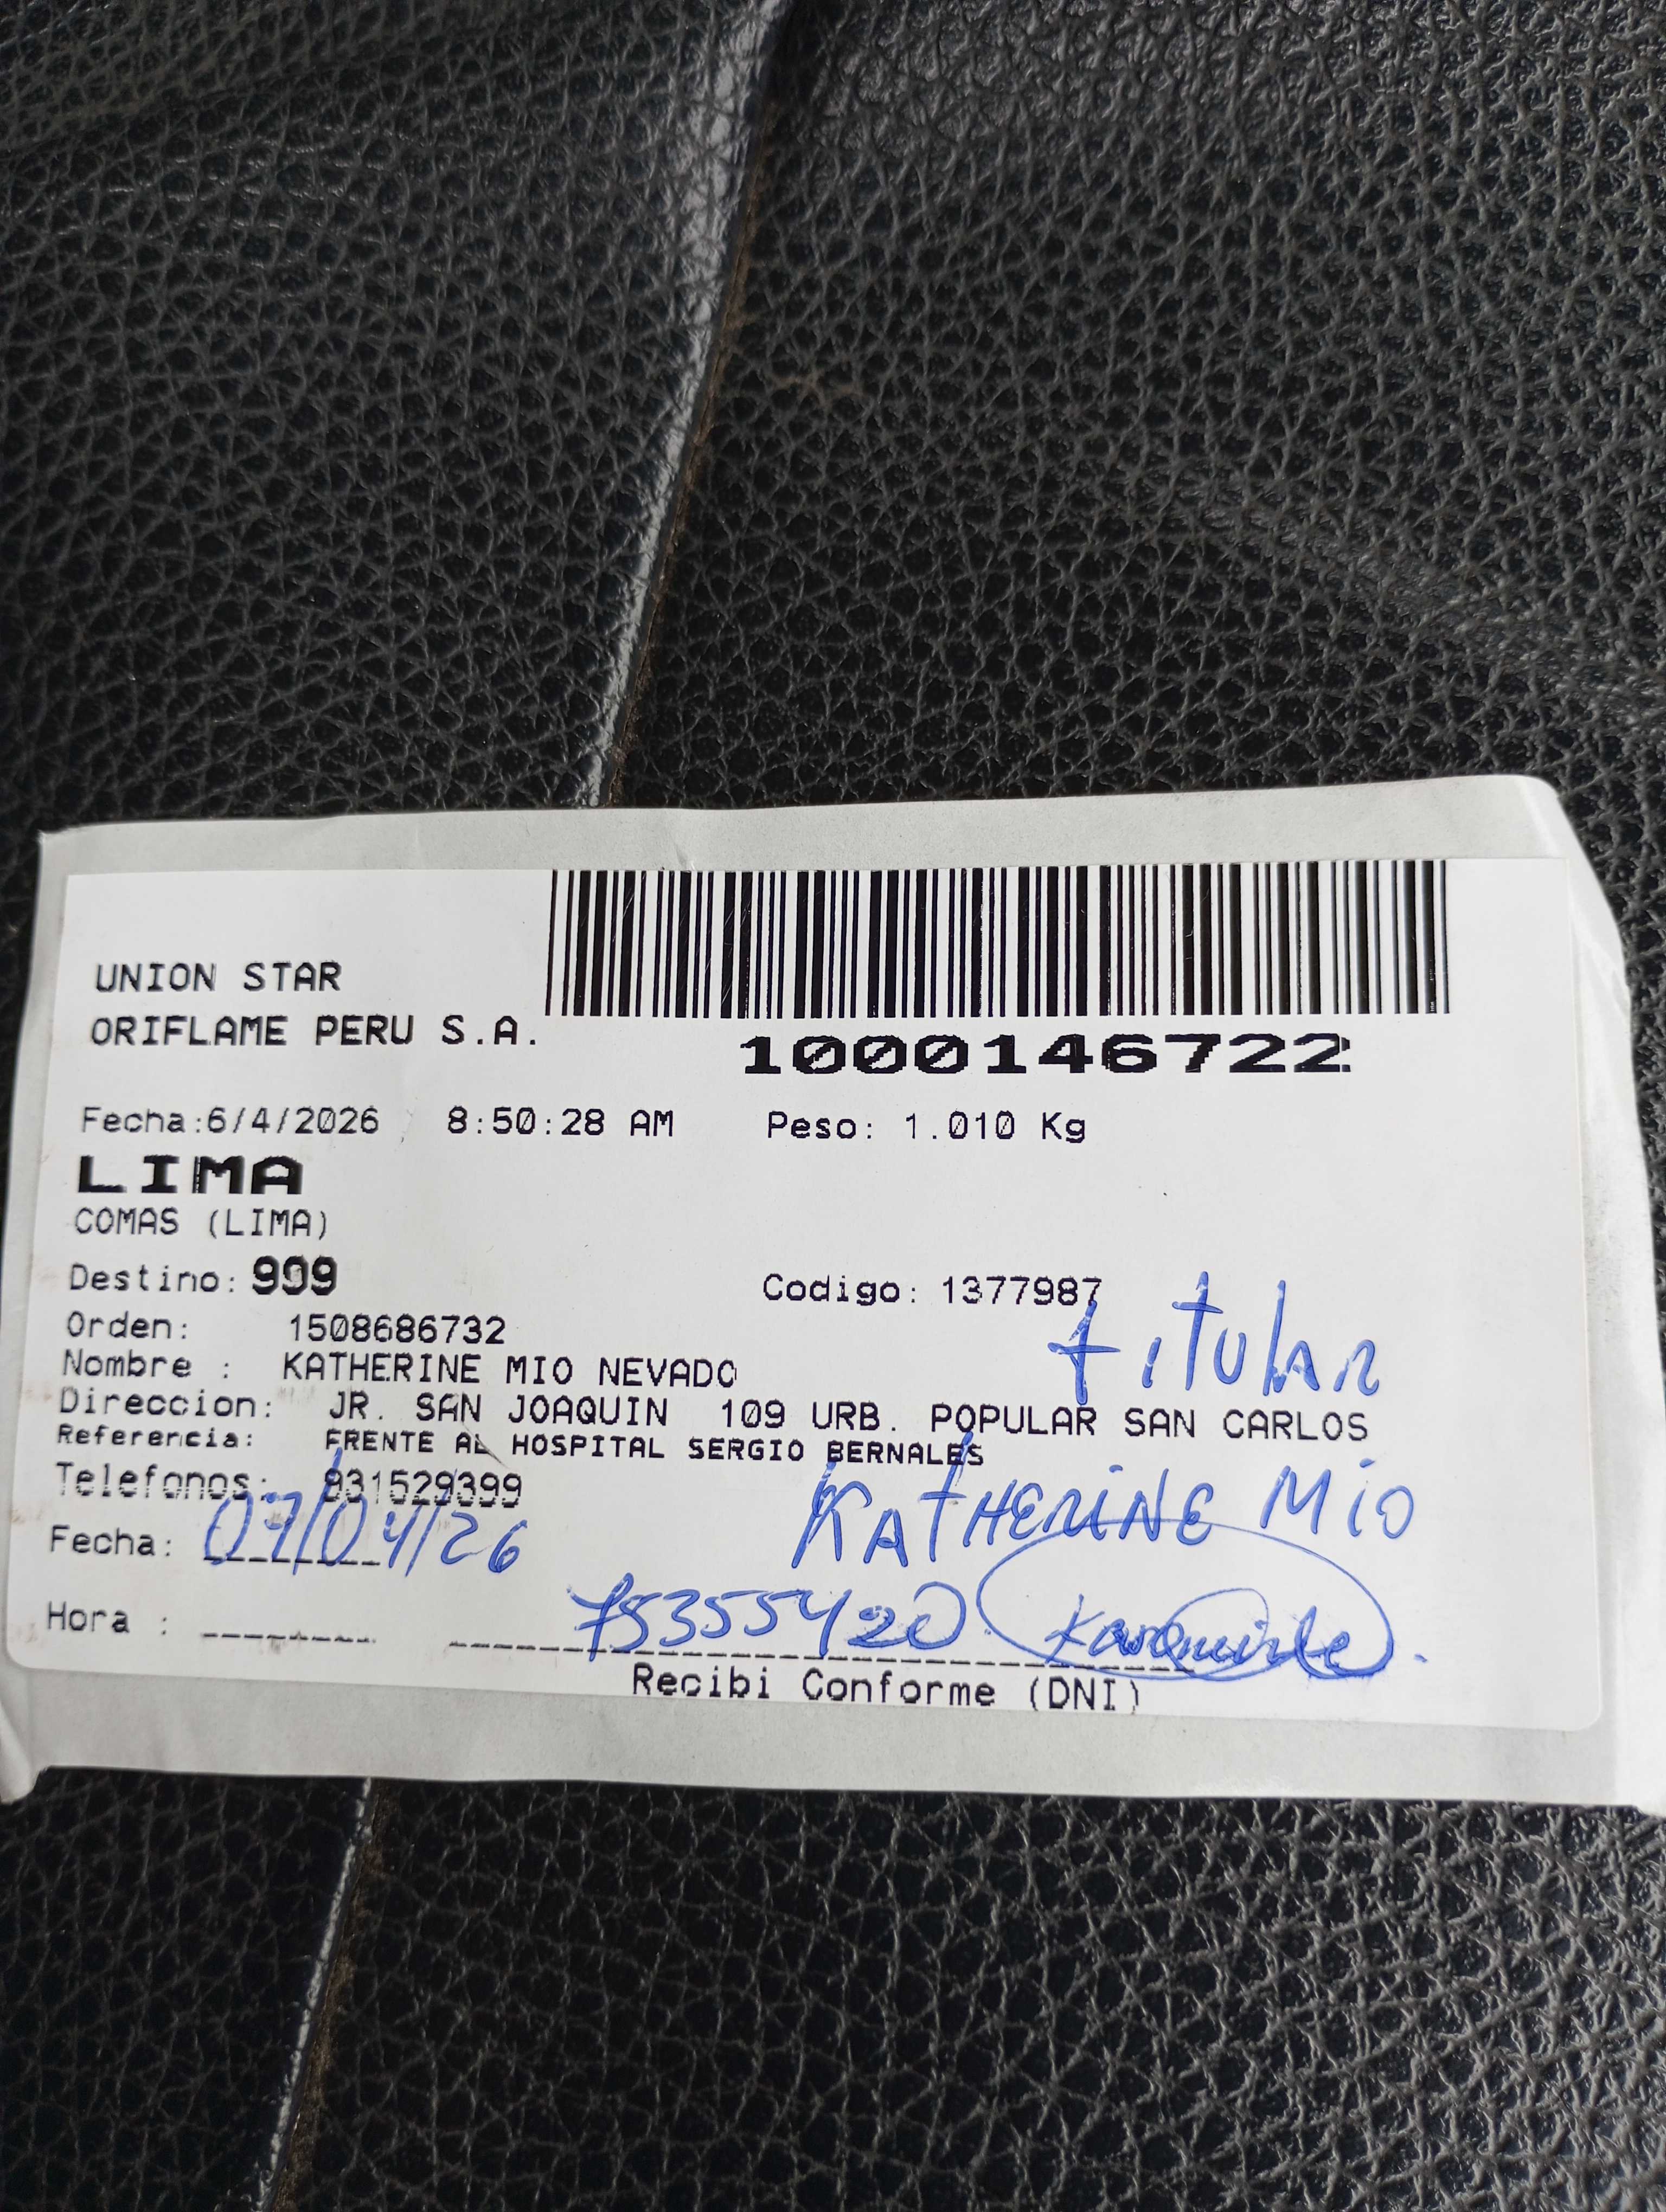 UNION STAR
ORIFLAME PERU S.A.
1000146722
Fecha:6/4/2026 8:50:28 AM Peso: 1.010 Kg
LIMA
COMAS (LIMA)
Destino: 909 Codigo: 1377987
titular
Orden: 1508686732
Nombre : KATHERINE MIO NEVADO
Direccion: JR. SAN JOAQUIN 109 URB. POPULAR SAN CARLOS
Referencia: FRENTE AL HOSPITAL SERGIO BERNALES
Telefonos: 931529399
KATHERINE MIO
Fecha: 07/04/26
75355420
Hora :
Recibi Conforme (DNI)